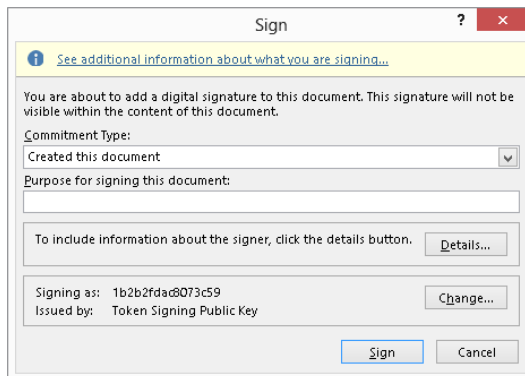 Sign
?
×
See additional information about what you are signing...
You are about to add a digital signature to this document. This signature will not be
visible within the content of this document.
Commitment Type:
Created this document
Purpose for signing this document:
To include information about the signer, click the details button.
Details...
Signing as: 1b2b2fdac8073c59
Change...
Issued by: Token Signing Public Key
Sign
Cancel